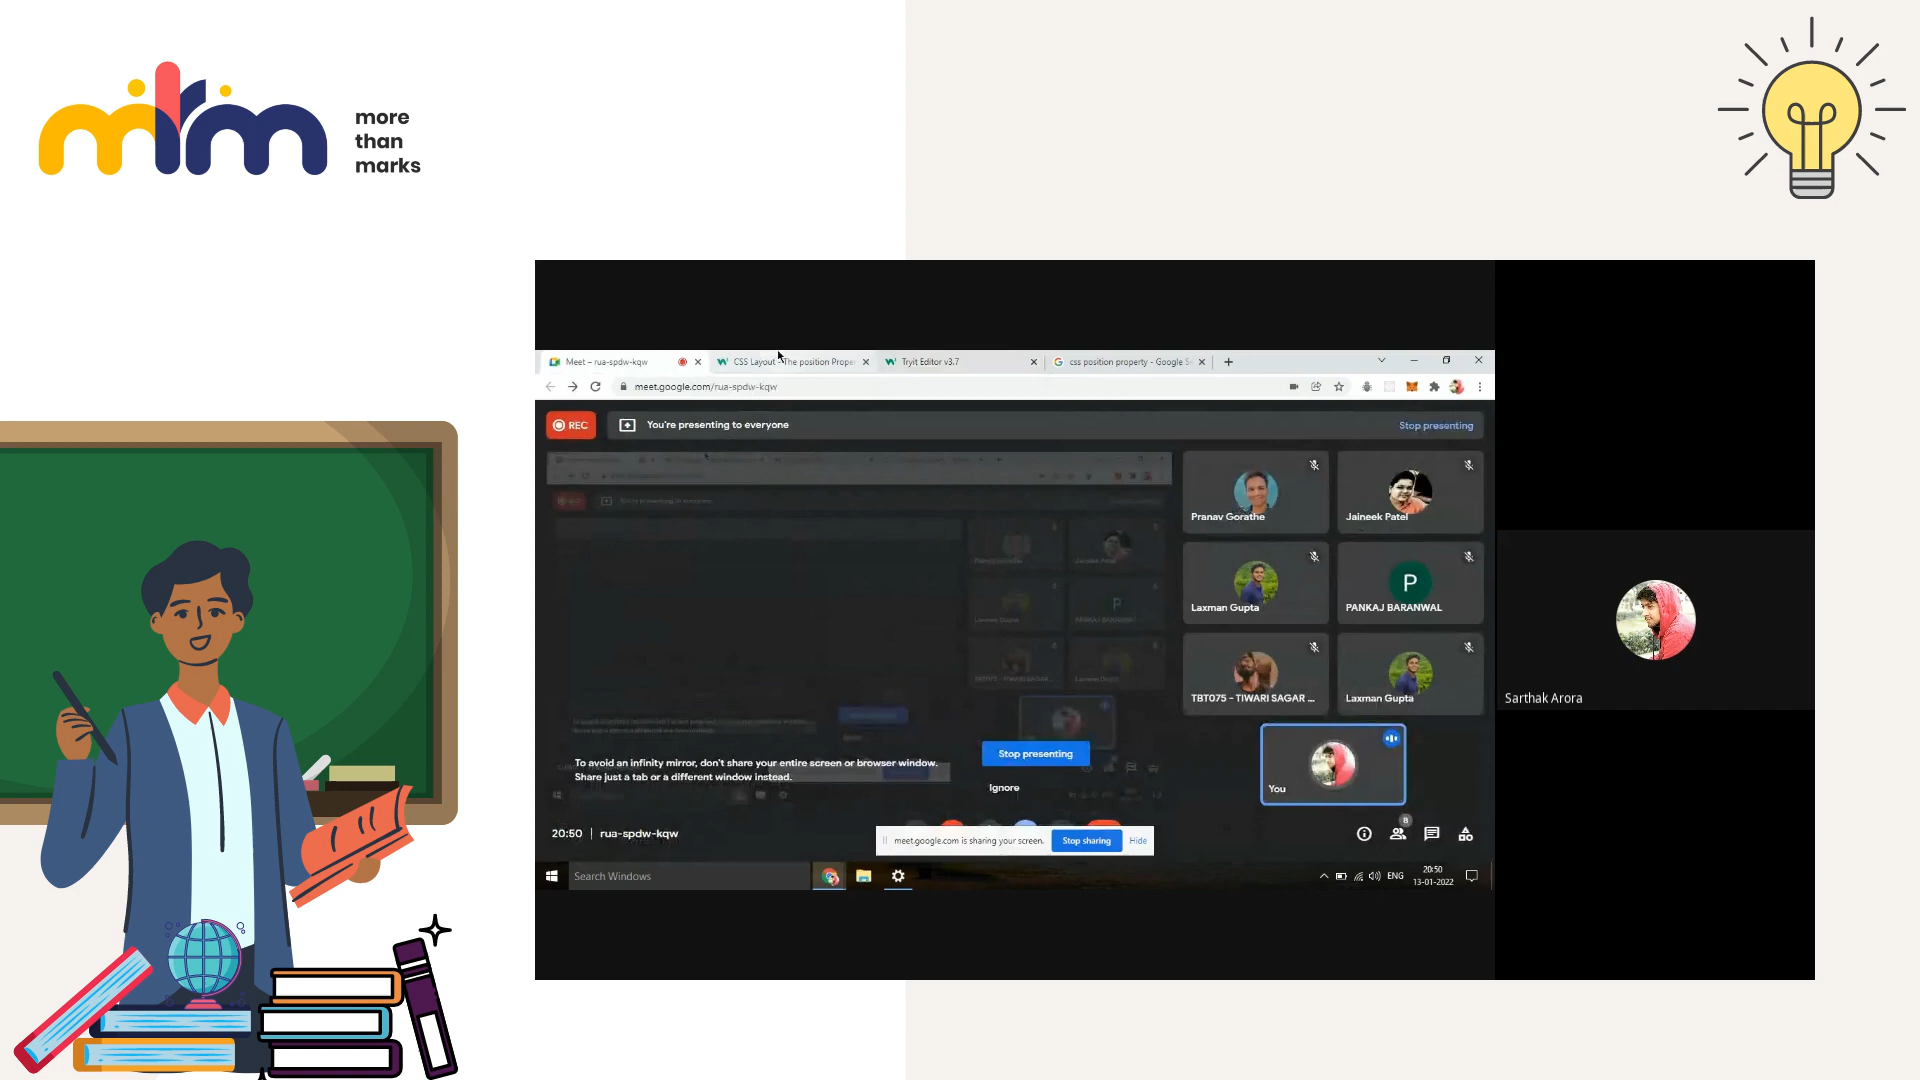 more
than
marks
Meet – rua-spdw-kqw
CSS Layout - The position Prope
Tryit Editor v3.7
css position property - Google S
meet.google.com/rua-spdw-kqw
REC
You're presenting to everyone
Stop presenting
Pranav Gorathe
Jaineek Patel
Laxman Gupta
P
PANKAJ BARANWAL
TBT075 - TIWARI SAGAR ...
Laxman Gupta
To avoid an infinity mirror, don't share your entire screen or browser window.
Share just a tab or a different window instead.
Stop presenting
Ignore
You
Sarthak Arora
20:50 | rua-spdw-kqw
meet.google.com is sharing your screen.
Stop sharing
Hide
8
Search Windows
ENG
20:50
13-01-2022